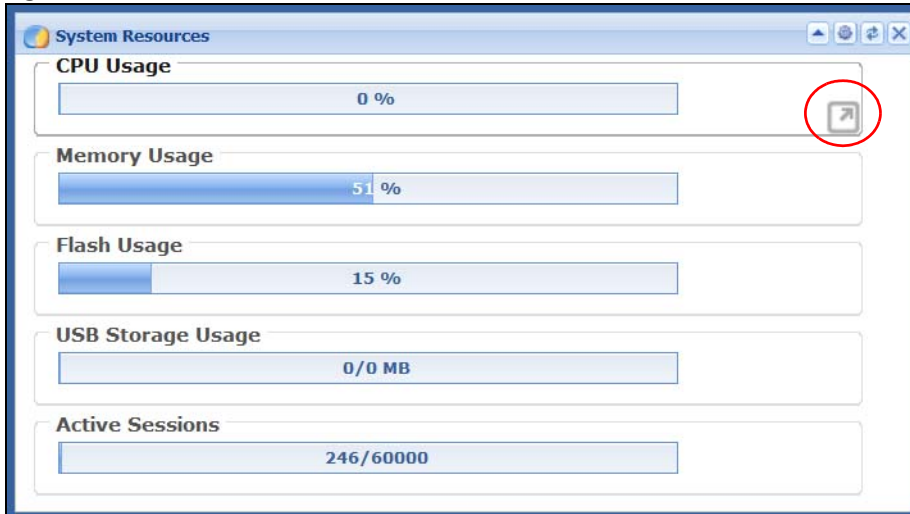 System Resources
CPU Usage
0 %
Memory Usage
51 %
Flash Usage
15 %
USB Storage Usage
0/0 MB
Active Sessions
246/60000